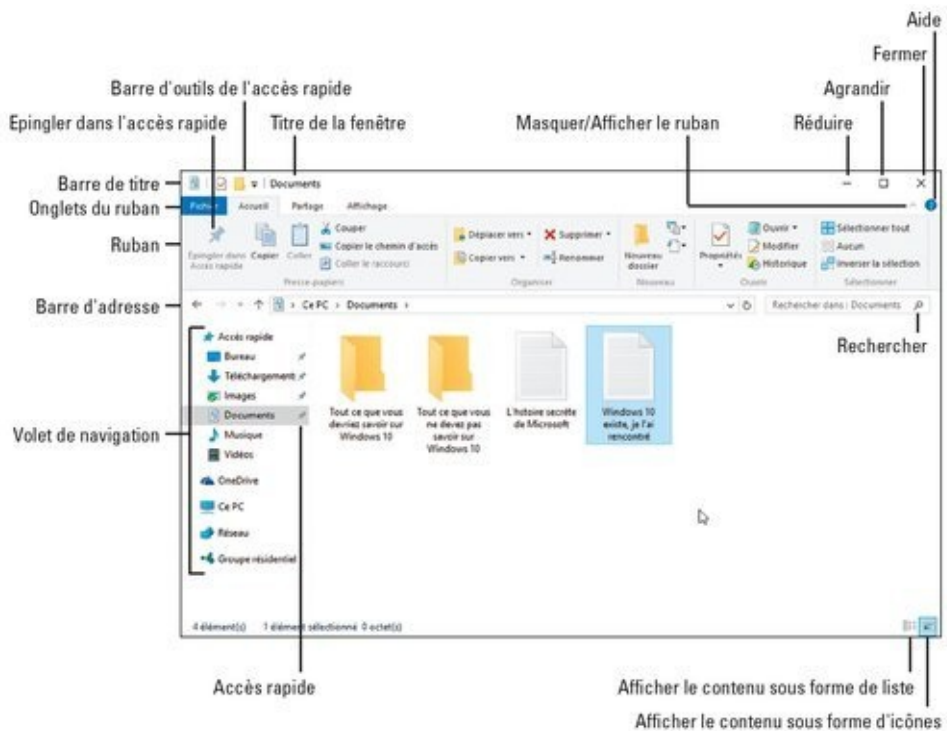 Aide
Fermer
Barre d'outils de l'accès rapide
Agrandir
Epingler dans l'accès rapide
Titre de la fenêtre
Masquer/Afficher le ruban
Réduire
Barre de titre
Documents
Onglets du ruban
Fichier Accueil Partage Affichage
Ruban
Epingler dans Accès rapide
Copier
Coller
Couper
Copier le chemin d'accès
Coller le raccourci
Presse-papiers
Déplacer vers
Copier vers
Supprimer
Renommer
Organiser
Nouveau dossier
Nouveau
Propriétés
Ouvrir
Modifier
Historique
Ouvrir
Sélectionner tout
Aucun
Inverser la sélection
Sélectionner
Barre d'adresse
Ce PC > Documents >
Rechercher dans : Documents
Rechercher
Volet de navigation
Accès rapide
Bureau
Téléchargement
Images
Documents
Musique
Vidéos
OneDrive
Ce PC
Réseau
Groupe résidentiel
Tout ce que vous
devriez savoir sur
Windows 10
Tout ce que vous
ne devez pas
savoir sur
Windows 10
L'histoire secrète
de Microsoft
Windows 10
existe, je l'ai
rencontré
4 élément(s) 1 élément sélectionné 0 octet(s)
Accès rapide
Afficher le contenu sous forme de liste
Afficher le contenu sous forme d'icônes